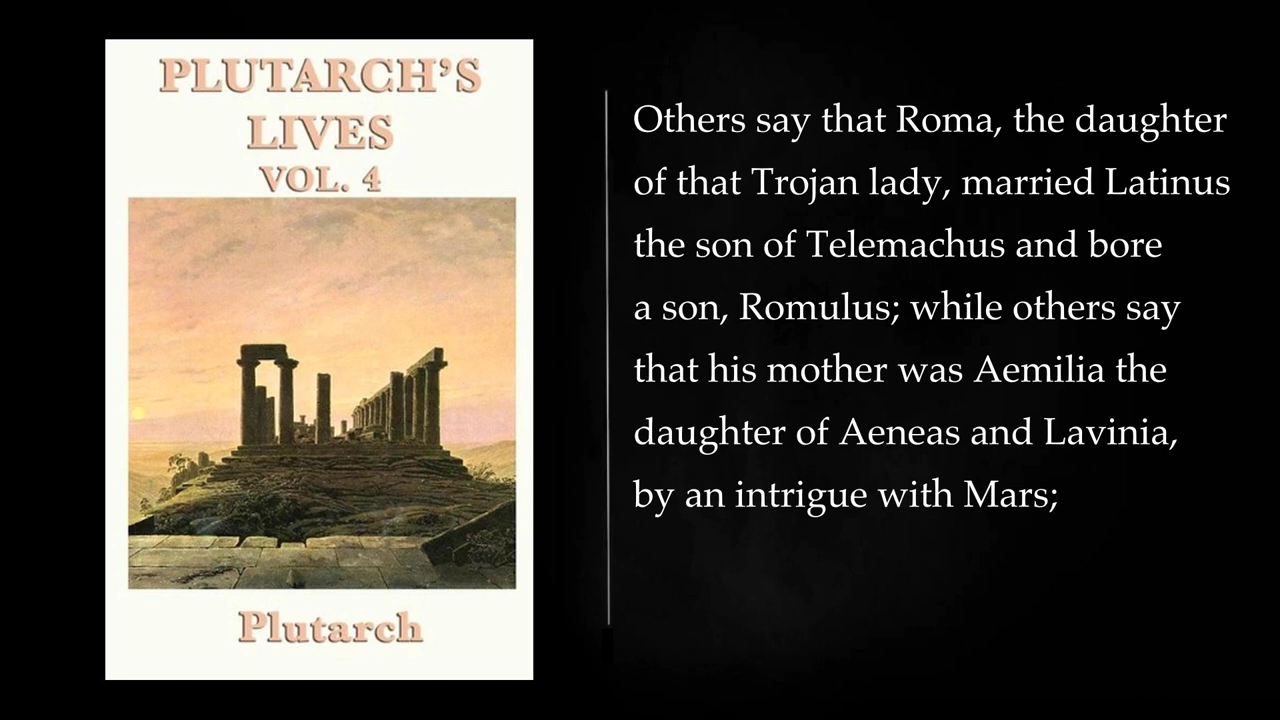 PLUTARCH'S
LIVES
VOL. 4
Plutarch
Others say that Roma, the daughter
of that Trojan lady, married Latinus
the son of Telemachus and bore
a son, Romulus; while others say
that his mother was Aemilia the
daughter of Aeneas and Lavinia,
by an intrigue with Mars;